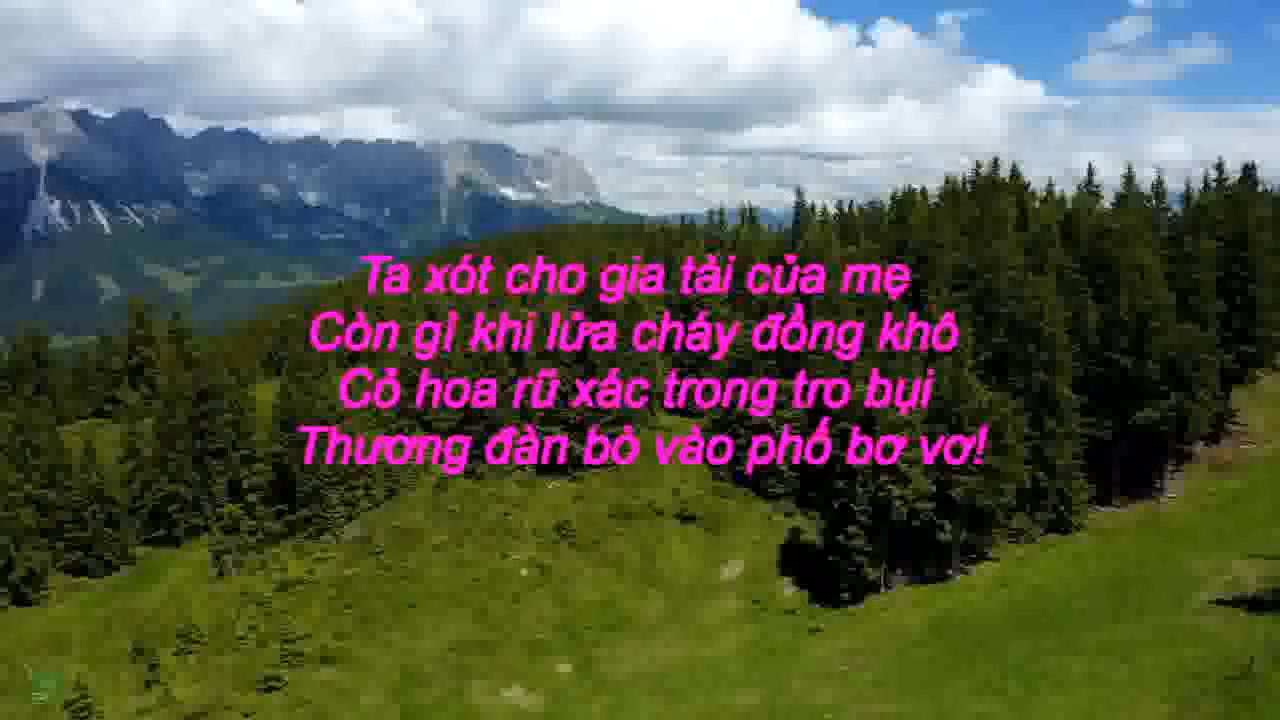 Ta xót cho gia tài của mẹ
Còn gì khi lửa cháy đồng khô
Cỏ hoa rũ xác trong tro bụi
Thương đàn bò vào phố bơ vơ!